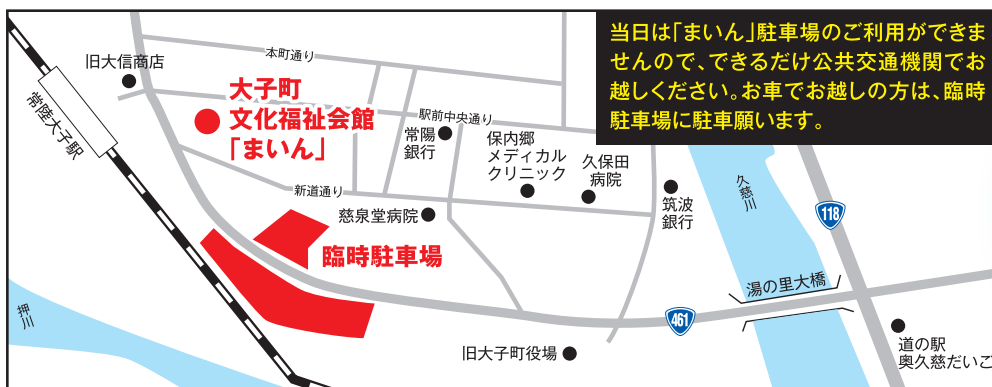 当日は「まいん」駐車場のご利用ができま
せんので、できるだけ公共交通機関でお
越しください。お車でお越しの方は、臨時
駐車場に駐車願います。
本町通り
旧大信商店
常陸大子駅
大子町
文化福祉会館
「まいん」
駅前中央通り
常陽
銀行
保内郷
メディカル
クリニック
久保田
病院
新道通り
慈泉堂病院
筑波
銀行
久慈川
118
臨時駐車場
湯の里大橋
押川
461
旧大子町役場
道の駅
奥久慈だいご